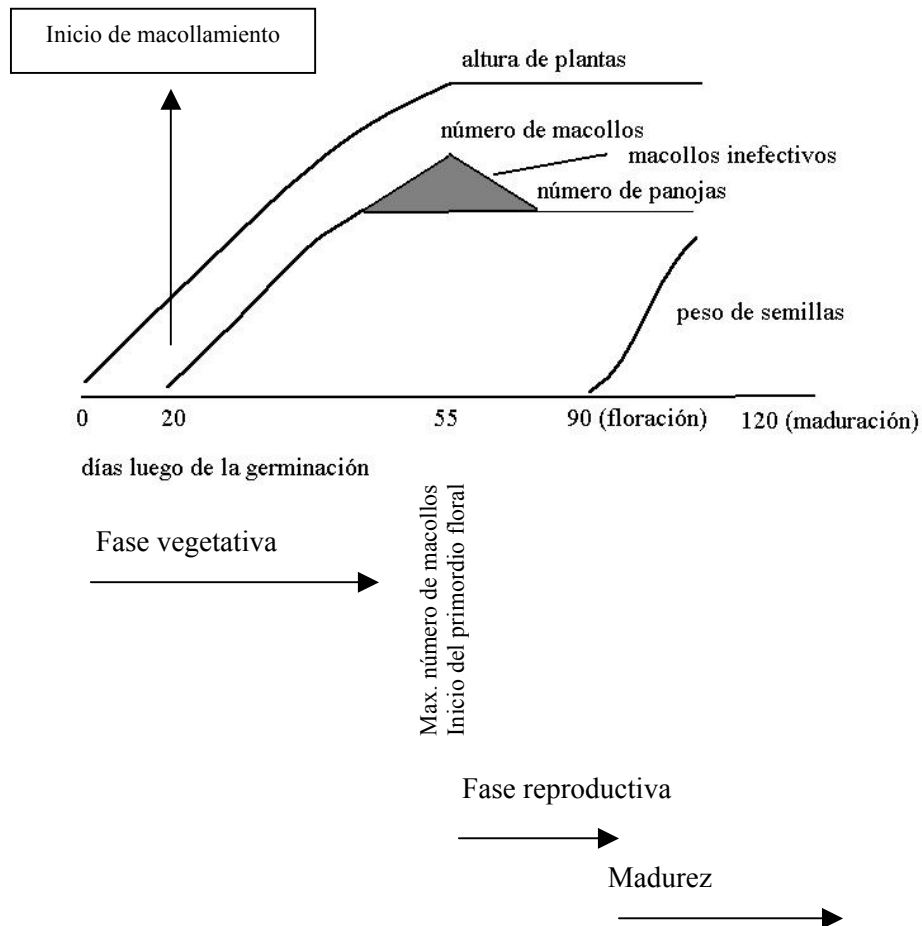 Inicio de macollamiento
altura de plantas
número de macollos
macollos inefectivos
número de panojas
peso de semillas
0 20 55 90 (floración) 120 (maduración)
días luego de la germinación
Fase vegetativa
Max. número de macollos
Inicio del primordio floral
Fase reproductiva
Madurez